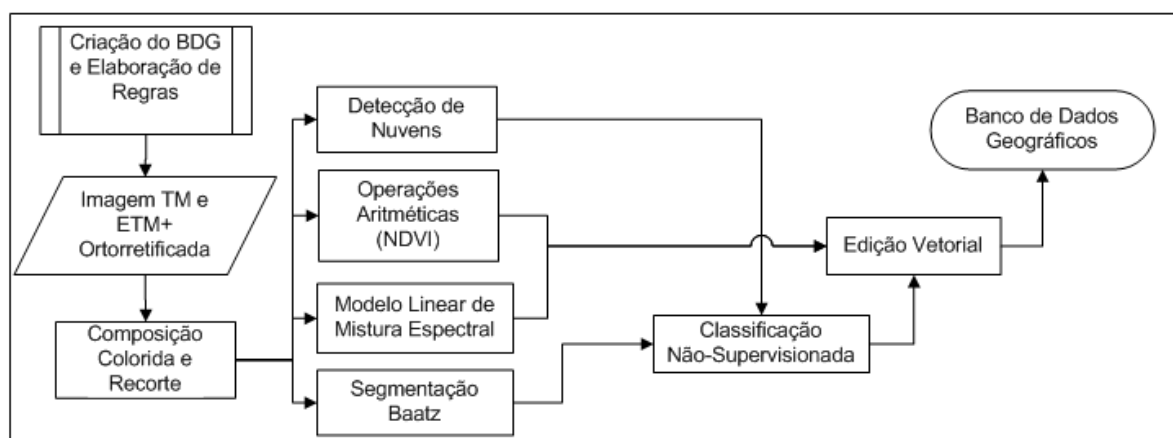 Criação do BDG
e Elaboração de
Regras
Imagem TM e
ETM+
Ortorretificada
Composição
Colorida e
Recorte
Detecção de
Nuvens
Operações
Aritméticas
(NDVI)
Modelo Linear de
Mistura Espectral
Segmentação
Baatz
Classificação
Não-Supervisionada
Edição Vetorial
Banco de Dados
Geográficos